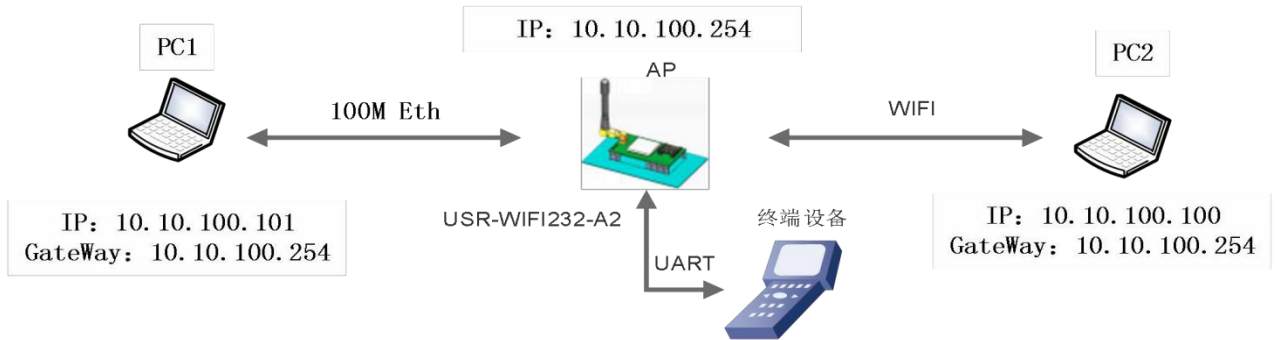 IP：10.10.100.254
PC1
PC2
AP
100M Eth
WIFI
IP：10.10.100.101
GateWay：10.10.100.254
USR-WIFI232-A2
终端设备
IP：10.10.100.100
GateWay：10.10.100.254
UART